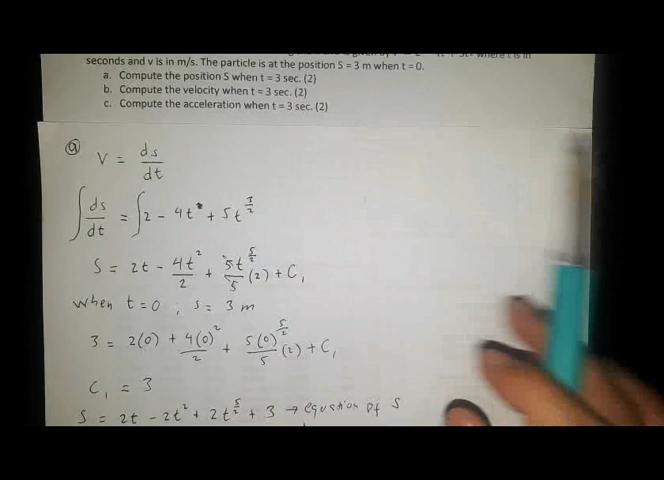 seconds and v is in m/s. The particle is at the position S = 3 m when t = 0.
a. Compute the position S when t = 3 sec. (2)
b. Compute the velocity when t = 3 sec. (2)
c. Compute the acceleration when t = 3 sec. (2)
ⓐ V = ds/dt
∫ ds/dt = ∫ 2 - 4t + 5t^(3/2)
S = 2t - 4t²/2 + 5t^(5/2)/5 (2) + C₁
when t = 0 ; s = 3 m
3 = 2(0) + 4(0)²/2 + 5(0)^(5/2)/5 (2) + C₁
C₁ = 3
S = 2t - 2t² + 2t^(5/2) + 3 → equation of S